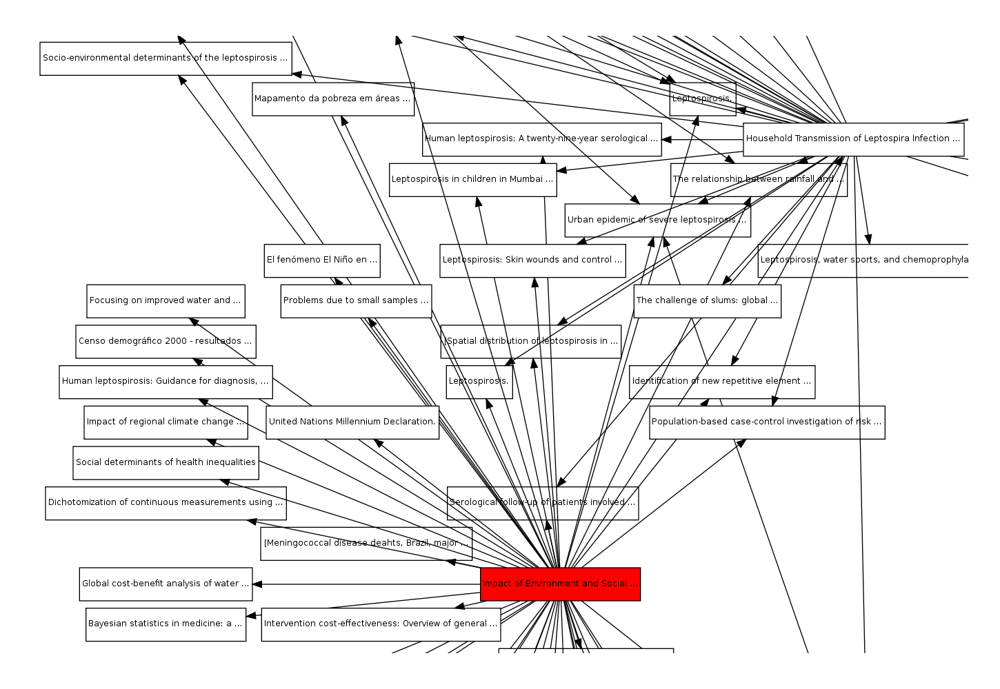 Socio-environmental determinants of the leptospirosis ...
Mapamento da pobreza em áreas ...
Leptospirosis.
Human leptospirosis: A twenty-nine-year serological ...
Household Transmission of Leptospira Infection ...
Leptospirosis in children in Mumbai ...
The relationship between rainfall and ...
Urban epidemic of severe leptospirosis ...
El fenómeno El Niño en ...
Leptospirosis: Skin wounds and control ...
Leptospirosis, water sports, and chemoprophyla
Focusing on improved water and ...
Problems due to small samples ...
The challenge of slums: global ...
Censo demográfico 2000 - resultados ...
[Spatial distribution of leptospirosis in ...
Human leptospirosis: Guidance for diagnosis, ...
Leptospirosis.
Identification of new repetitive element ...
Impact of regional climate change ...
United Nations Millennium Declaration.
Population-based case-control investigation of risk ...
Social determinants of health inequalities
Dichotomization of continuous measurements using ...
Serological follow-up of patients involved ...
[Meningococcal disease deahts, Brazil, major ...
Global cost-benefit analysis of water ...
Impact of Environment and Social ...
Bayesian statistics in medicine: a ...
Intervention cost-effectiveness: Overview of general ...